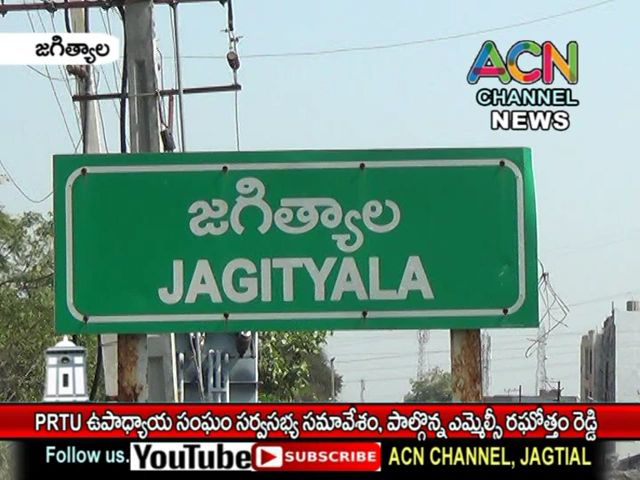 జగిత్యాల
ACN
CHANNEL
NEWS
జగిత్యాల
JAGITYALA
PRTU ఉపాధ్యాయ సంఘం సర్వసభ్య సమావేశం, పాల్గొన్న ఎమ్మెల్సీ రఘోత్తం రెడ్డి
Follow us. YouTube SUBSCRIBE ACN CHANNEL, JAGTIAL